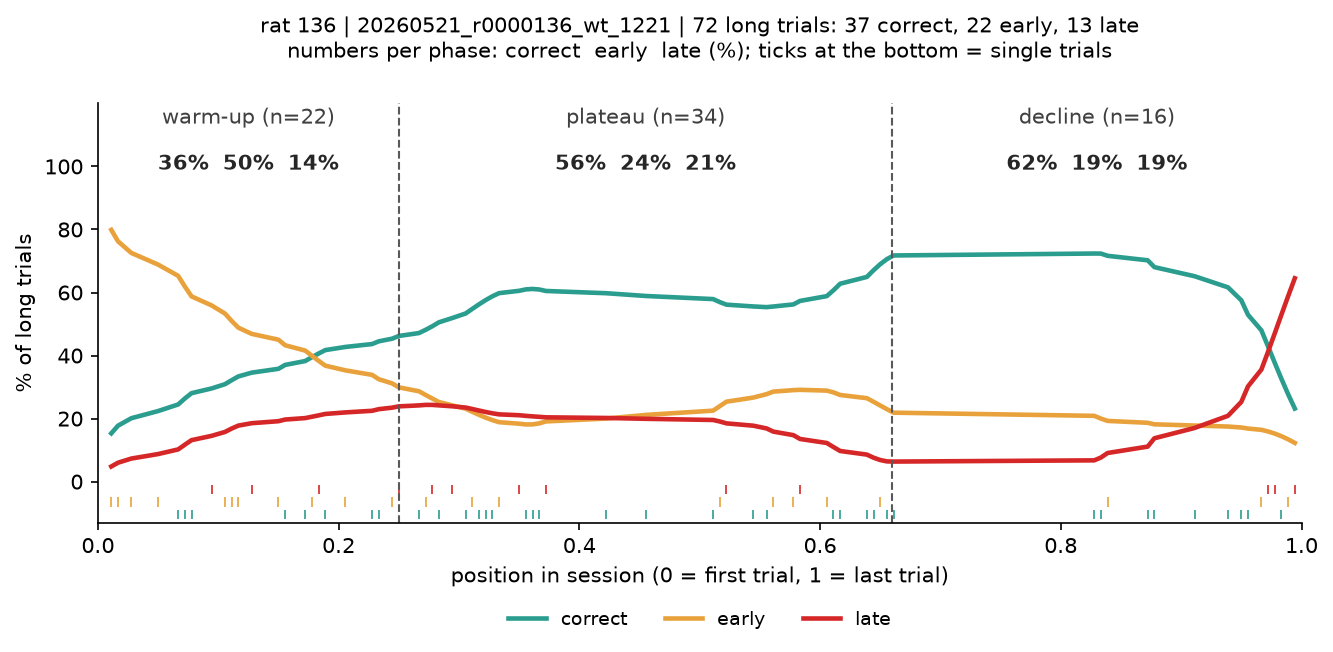 rat 136 | 20260521_r0000136_wt_1221 | 72 long trials: 37 correct, 22 early, 13 late
numbers per phase: correct  early  late (%); ticks at the bottom = single trials
warm-up (n=22)
plateau (n=34)
decline (n=16)
36%  50%  14%
56%  24%  21%
62%  19%  19%
% of long trials
100
80
60
40
20
0
0.0
0.2
0.4
0.6
0.8
1.0
position in session (0 = first trial, 1 = last trial)
correct
early
late